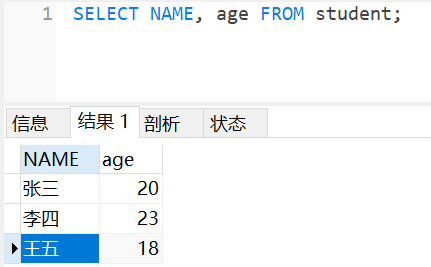 1 SELECT NAME, age FROM student;
信息 结果 1 剖析 状态
NAME age
张三 20
李四 23
王五 18